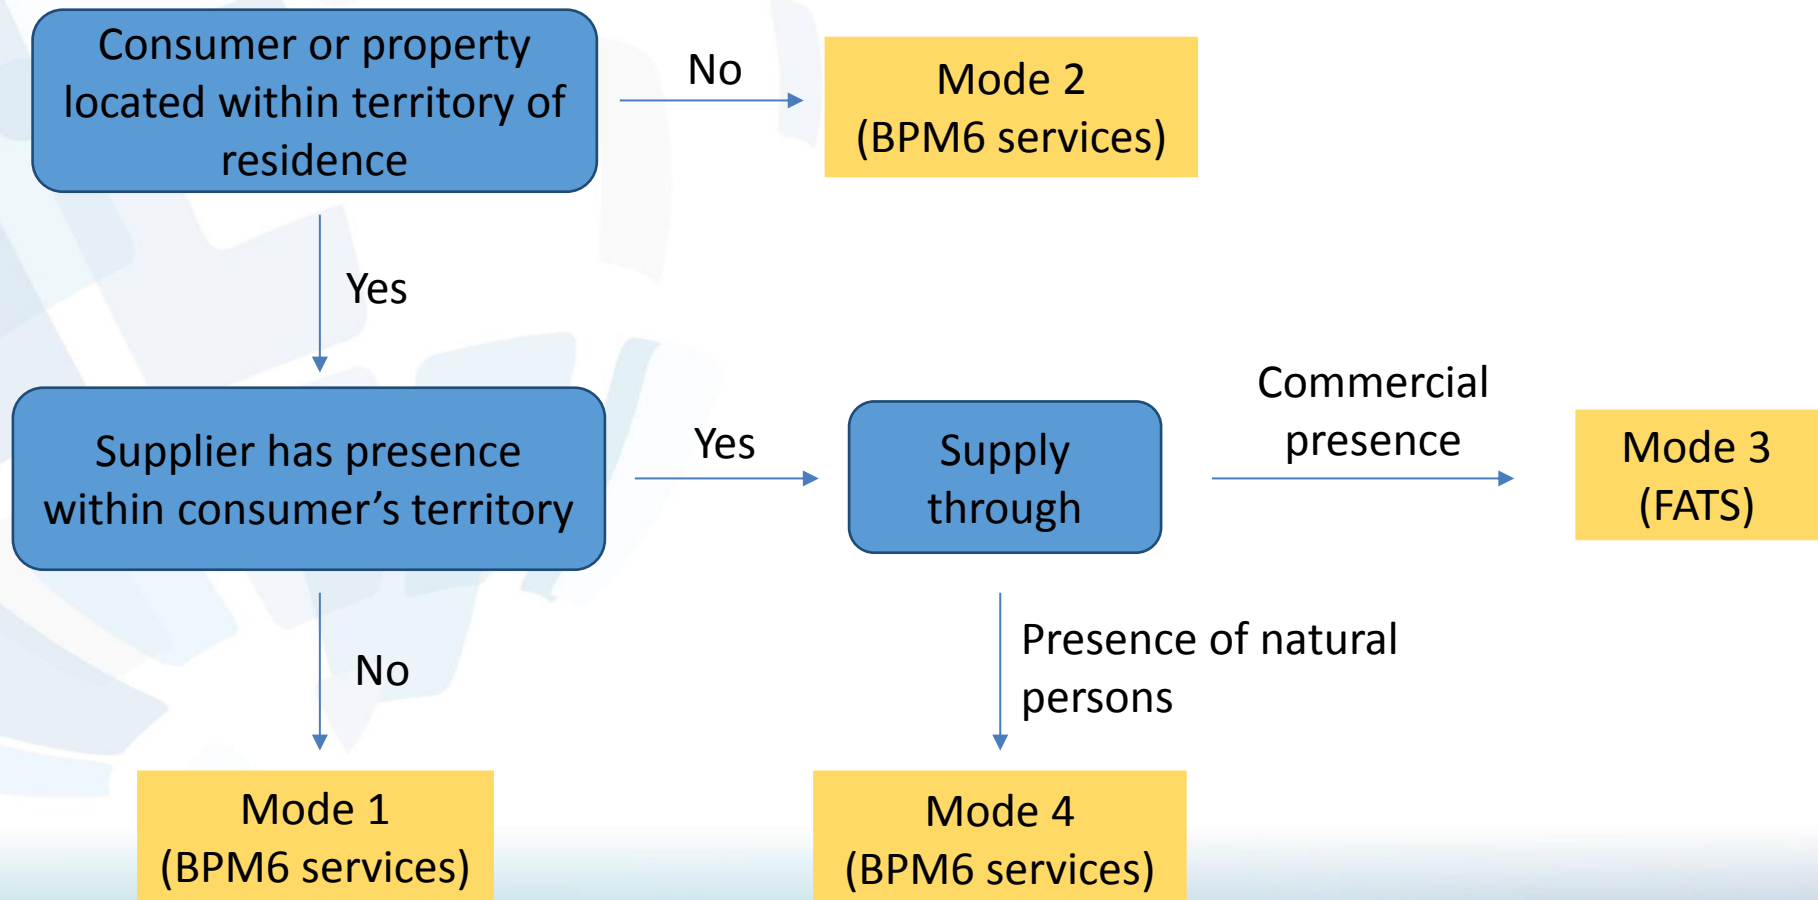 Consumer or property
located within territory of
residence
No
Mode 2
(BPM6 services)
Yes
Supplier has presence
within consumer’s territory
Yes
Supply
through
Commercial
presence
Mode 3
(FATS)
No
Presence of natural
persons
Mode 1
(BPM6 services)
Mode 4
(BPM6 services)